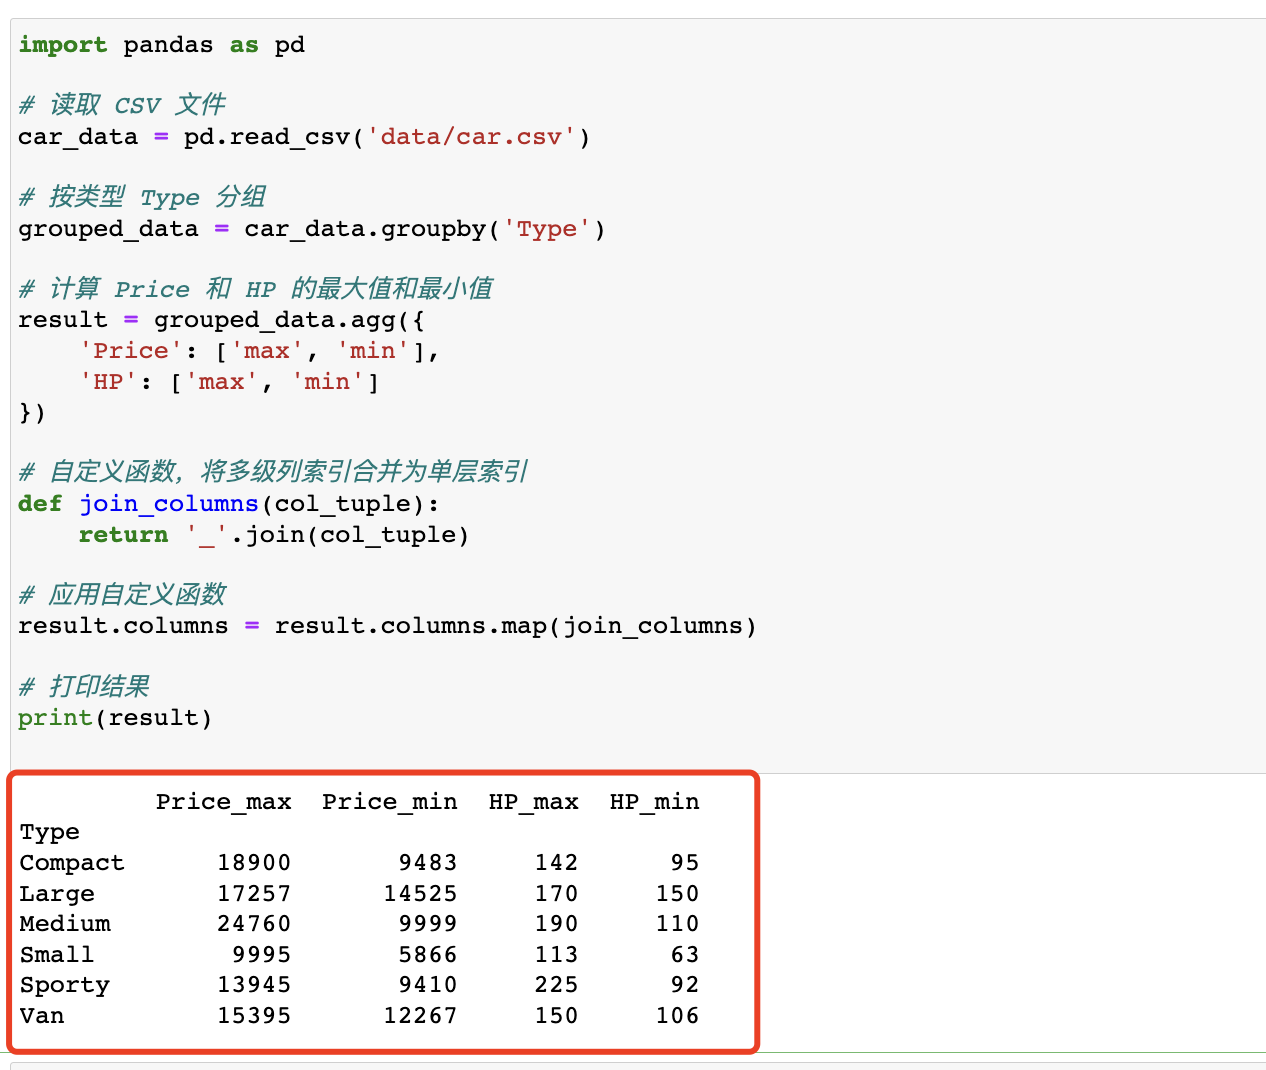 import pandas as pd
# 读取 CSV 文件
car_data = pd.read_csv('data/car.csv')
# 按类型 Type 分组
grouped_data = car_data.groupby('Type')
# 计算 Price 和 HP 的最大值和最小值
result = grouped_data.agg({
    'Price': ['max', 'min'],
    'HP': ['max', 'min']
})
# 自定义函数，将多级列索引合并为单层索引
def join_columns(col_tuple):
    return '_'.join(col_tuple)
# 应用自定义函数
result.columns = result.columns.map(join_columns)
# 打印结果
print(result)
Price_max Price_min HP_max HP_min
Type
Compact 18900 9483 142 95
Large 17257 14525 170 150
Medium 24760 9999 190 110
Small 9995 5866 113 63
Sporty 13945 9410 225 92
Van 15395 12267 150 106